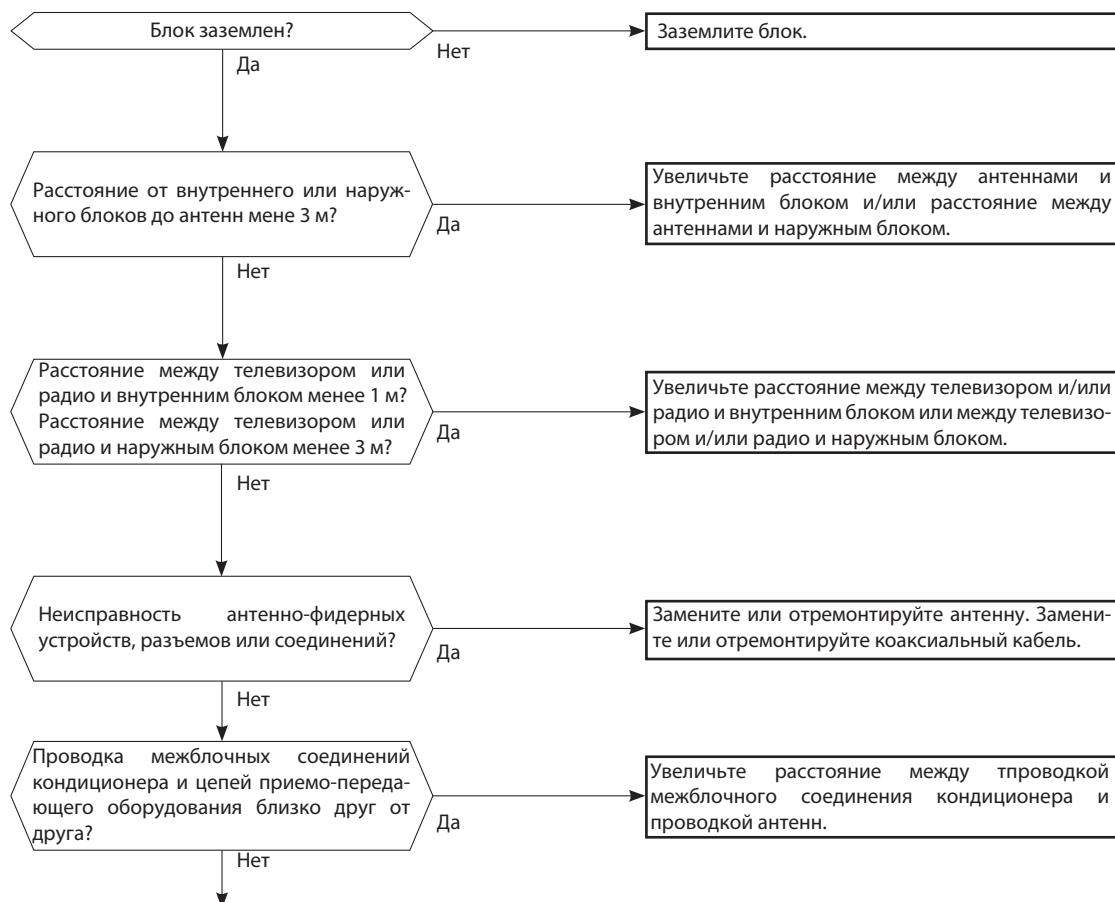 Блок заземлен?
Нет
Заземлите блок.
Да
Расстояние от внутреннего или наруж-
ного блоков до антенн мене 3 м?
Да
Увеличьте расстояние между антеннами и
внутренним блоком и/или расстояние между
антеннами и наружным блоком.
Нет
Расстояние между телевизором или
радио и внутренним блоком менее 1 м?
Расстояние между телевизором или
радио и наружным блоком менее 3 м?
Да
Увеличьте расстояние между телевизором и/или
радио и внутренним блоком или между телевизо-
ром и/или радио и наружным блоком.
Нет
Неисправность антенно-фидерных
устройств, разъемов или соединений?
Да
Замените или отремонтируйте антенну. Замени-
те или отремонтируйте коаксиальный кабель.
Нет
Проводка межблочных соединений
кондиционера и цепей приемо-переда-
ющего оборудования близко друг от
друга?
Да
Увеличьте расстояние между тпроводкой
межблочного соединения кондиционера и
проводкой антенн.
Нет